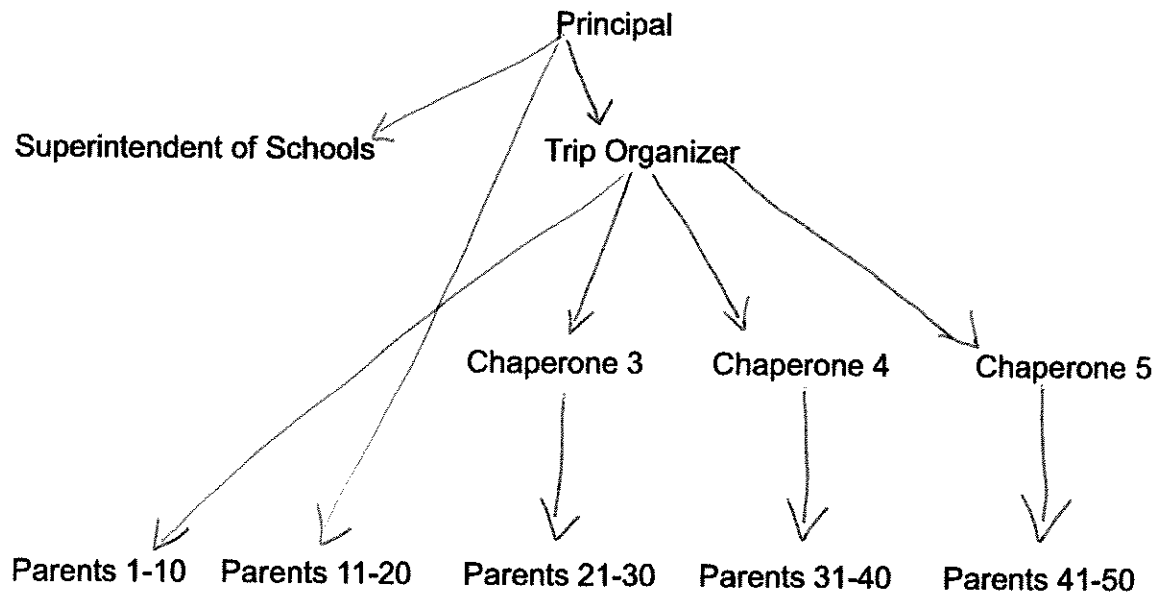 Principal
Superintendent of Schools
Trip Organizer
Chaperone 3
Chaperone 4
Chaperone 5
Parents 1-10
Parents 11-20
Parents 21-30
Parents 31-40
Parents 41-50